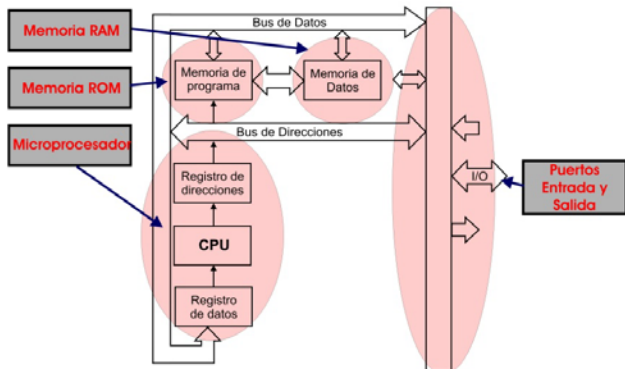 Bus de Datos
Memoria RAM
Memoria ROM
Memoria de
programa
Memoria de
Datos
Bus de Direcciones
Microprocesador
Registro de
direcciones
CPU
Registro
de datos
I/O
Puertos
Entrada y
Salida